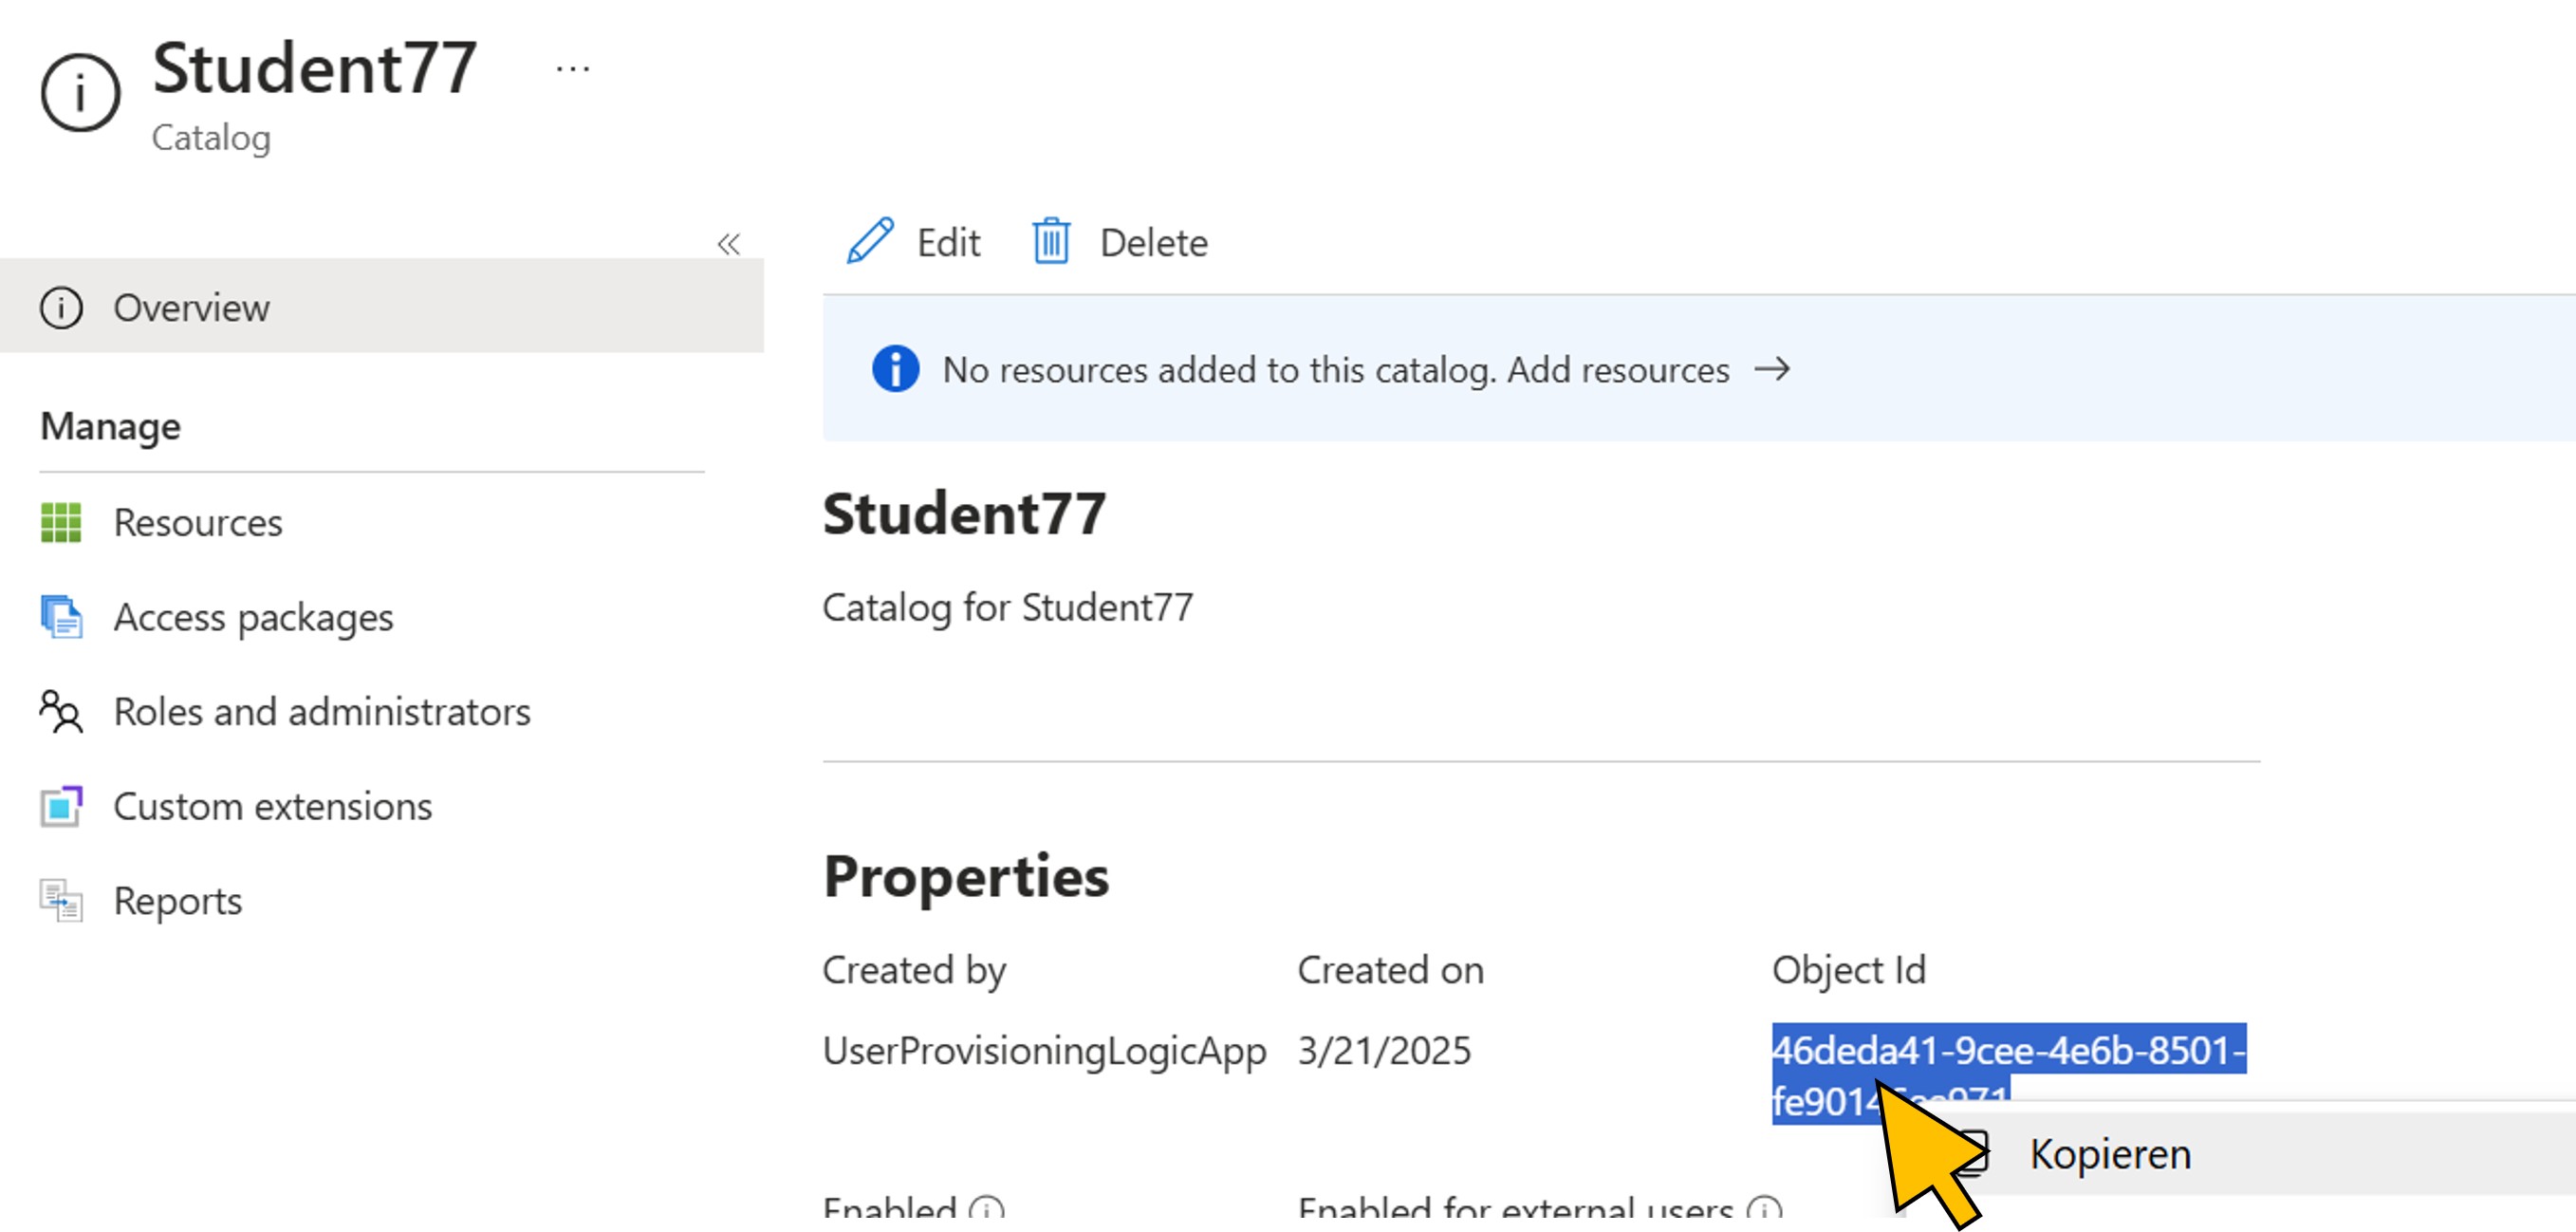 Student77 ...
Catalog
Edit Delete
Overview
No resources added to this catalog. Add resources →
Manage
Student77
Resources
Catalog for Student77
Access packages
Roles and administrators
Custom extensions
Properties
Reports
Created by Created on Object Id
UserProvisioningLogicApp 3/21/2025 46deda41-9cee-4e6b-8501-
Kopieren
Enabled Enabled for external users